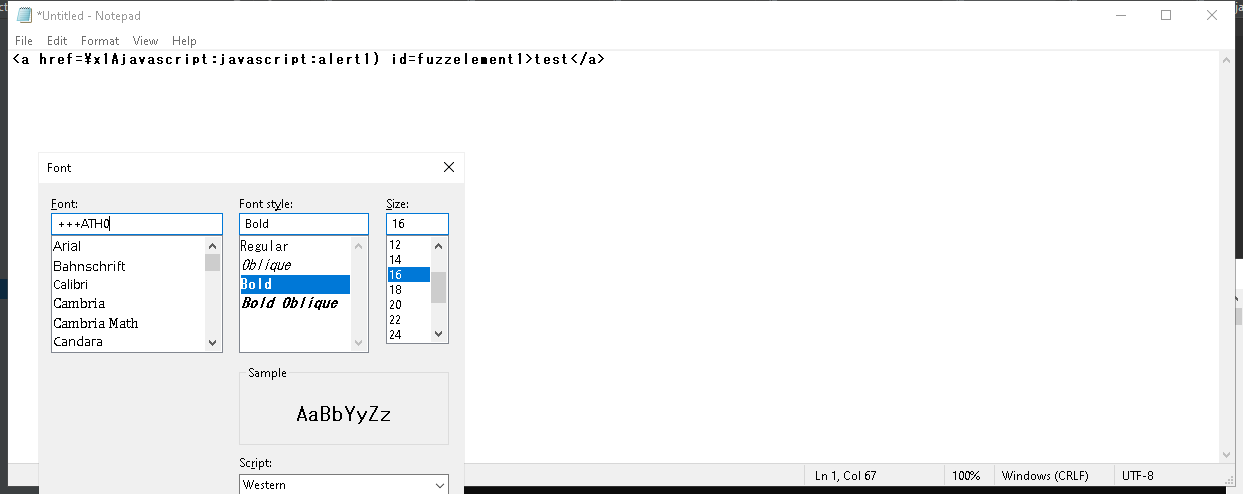 *Untitled - Notepad
File Edit Format View Help
<a href=¥x1Ajavascript:javascript:alert1) id=fuzzelement1>test</a>
Font
Font: Font style: Size:
+++ATH0 Bold 16
Arial Regular 12
Bahnschrift Oblique 14
Calibri Bold 16
Cambria Bold Oblique 18
Cambria Math 20
Candara 22
24
Sample
AaBbYyZz
Script:
Western
Ln 1, Col 67 100% Windows (CRLF) UTF-8